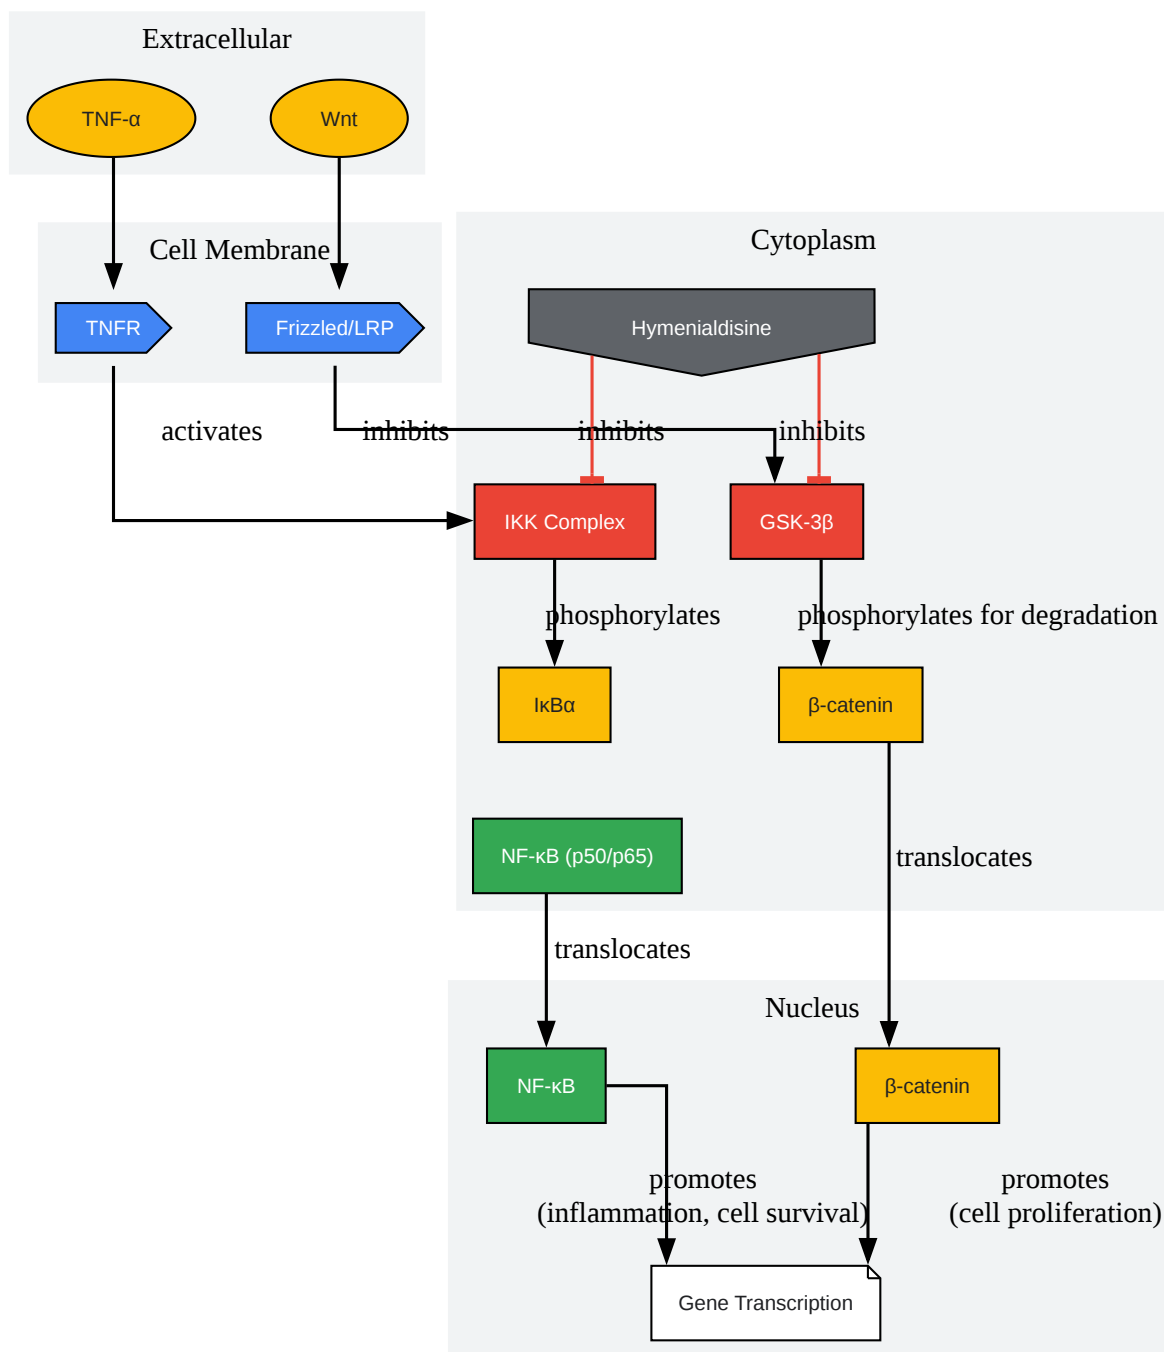 Extracellular
TNF-α
Wnt
Cell Membrane
Cytoplasm
TNFR
Frizzled/LRP
Hymenialdisine
activates
inhibits
inhibits
inhibits
IKK Complex
GSK-3β
phosphorylates
phosphorylates for degradation
IκBα
β-catenin
NF-κB (p50/p65)
translocates
translocates
Nucleus
NF-κB
β-catenin
promotes
(inflammation, cell survival)
promotes
(cell proliferation)
Gene Transcription